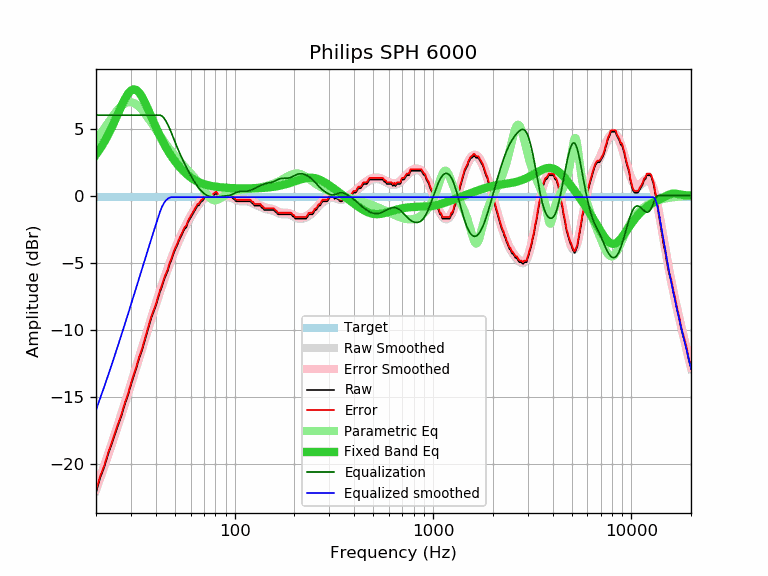 Philips SPH 6000
Amplitude (dBr)
5
0
−5
−10
−15
−20
Target
Raw Smoothed
Error Smoothed
Raw
Error
Parametric Eq
Fixed Band Eq
Equalization
Equalized smoothed
100 1000 10000
Frequency (Hz)